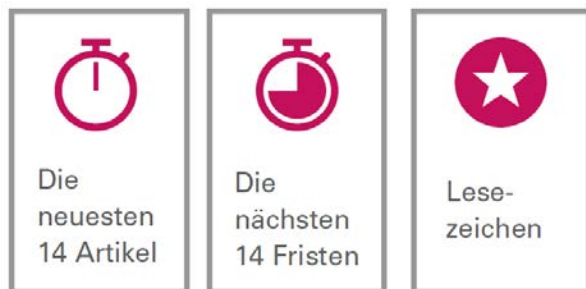 Die
neuesten
14 Artikel
Die
nächsten
14 Fristen
Lese-
zeichen